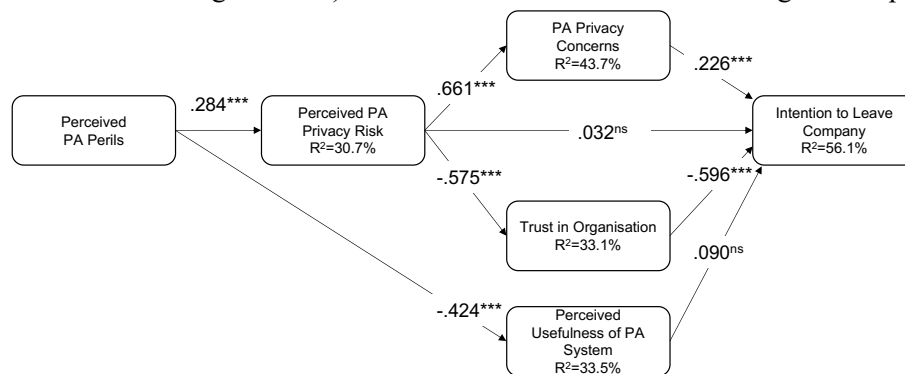 PA Privacy
Concerns
R²=43.7%
.226***
.661***
.284***
Perceived
PA Perils
Perceived PA
Privacy Risk
R²=30.7%
.032ns
Intention to Leave
Company
R²=56.1%
-.575***
-.596***
Trust in Organisation
R²=33.1%
.090ns
-.424***
Perceived
Usefulness of PA
System
R²=33.5%